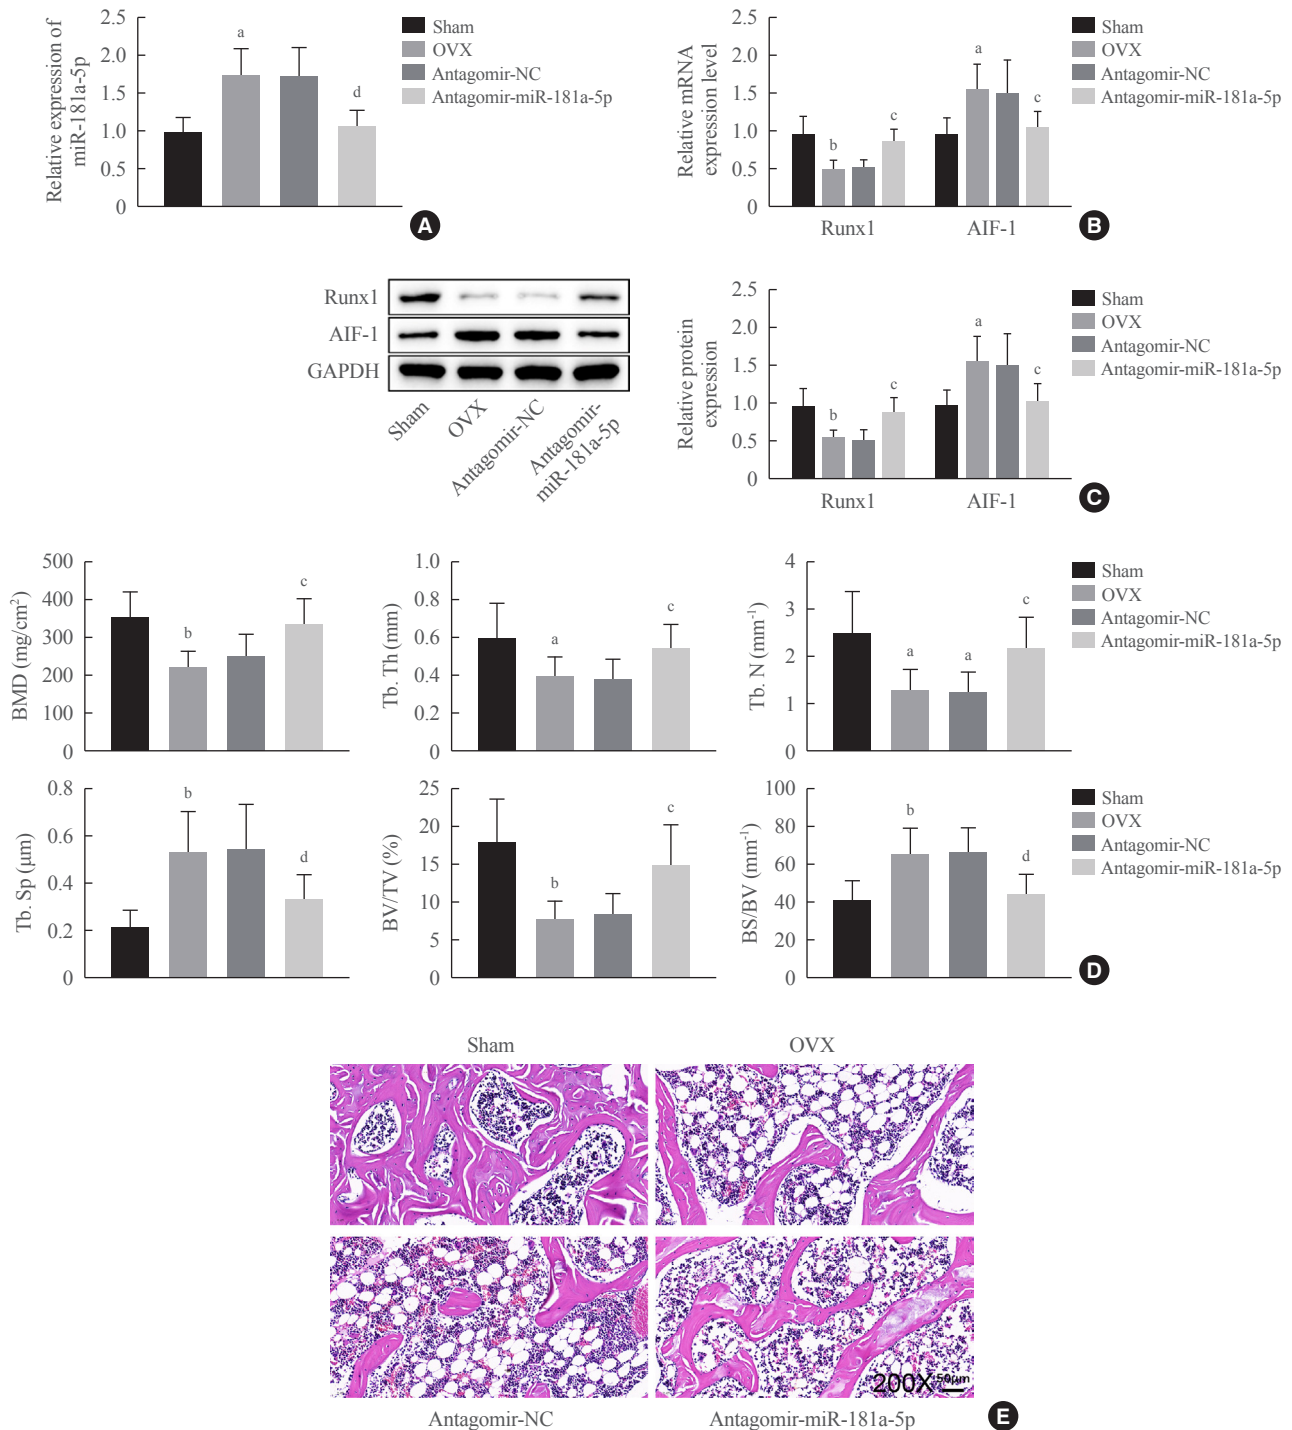 Relative expression of
miR-181a-5p
2.5
2.0
1.5
1.0
0.5
0
a
d
Sham
OVX
Antagomir-NC
Antagomir-miR-181a-5p
A
Relative mRNA
expression level
2.5
2.0
1.5
1.0
0.5
0
b
c
a
c
Runx1
AIF-1
Sham
OVX
Antagomir-NC
Antagomir-miR-181a-5p
B
Runx1
AIF-1
GAPDH
Sham
OVX
Antagomir-NC
Antagomir-
miR-181a-5p
Relative protein
expression
2.5
2.0
1.5
1.0
0.5
0
b
c
a
c
Runx1
AIF-1
Sham
OVX
Antagomir-NC
Antagomir-miR-181a-5p
C
BMD (mg/cm²)
500
400
300
200
100
0
b
c
Tb. Th (mm)
1.0
0.8
0.6
0.4
0.2
0
a
c
Tb. N (mm⁻¹)
4
3
2
1
0
a
a
c
Sham
OVX
Antagomir-NC
Antagomir-miR-181a-5p
Tb. Sp (μm)
0.8
0.6
0.4
0.2
0
b
d
BV/TV (%)
25
20
15
10
5
0
b
c
BS/BV (mm⁻¹)
100
80
60
40
20
0
b
d
Sham
OVX
Antagomir-NC
Antagomir-miR-181a-5p
D
Sham
OVX
200X 50μm
Antagomir-NC
Antagomir-miR-181a-5p
E